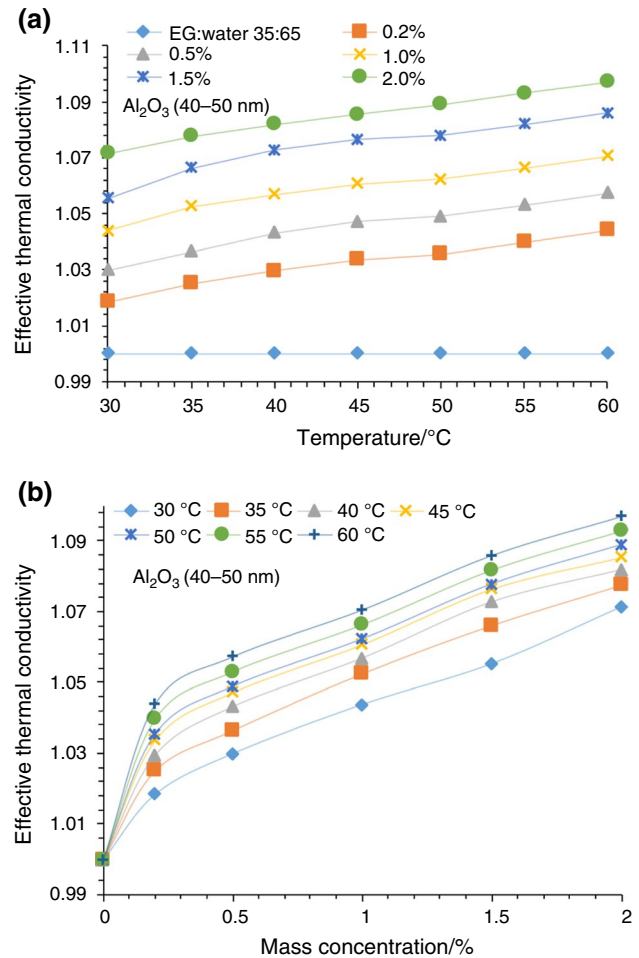 (a)
1.11
1.09
1.07
1.05
1.03
1.01
0.99
Effective thermal conductivity
EG:water 35:65
0.2%
0.5%
1.0%
1.5%
2.0%
Al₂O₃ (40–50 nm)
30 35 40 45 50 55 60
Temperature/°C
(b)
1.09
1.07
1.05
1.03
1.01
0.99
Effective thermal conductivity
30 °C 35 °C 40 °C 45 °C
50 °C 55 °C 60 °C
Al₂O₃ (40–50 nm)
0 0.5 1 1.5 2
Mass concentration/%